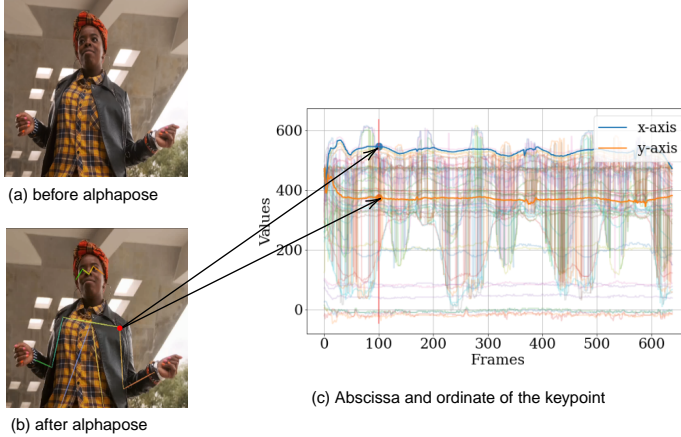 (a) before alphapose
(b) after alphapose
600
400
200
0
Values
x-axis
y-axis
0 100 200 300 400 500 600
Frames
(c) Abscissa and ordinate of the keypoint